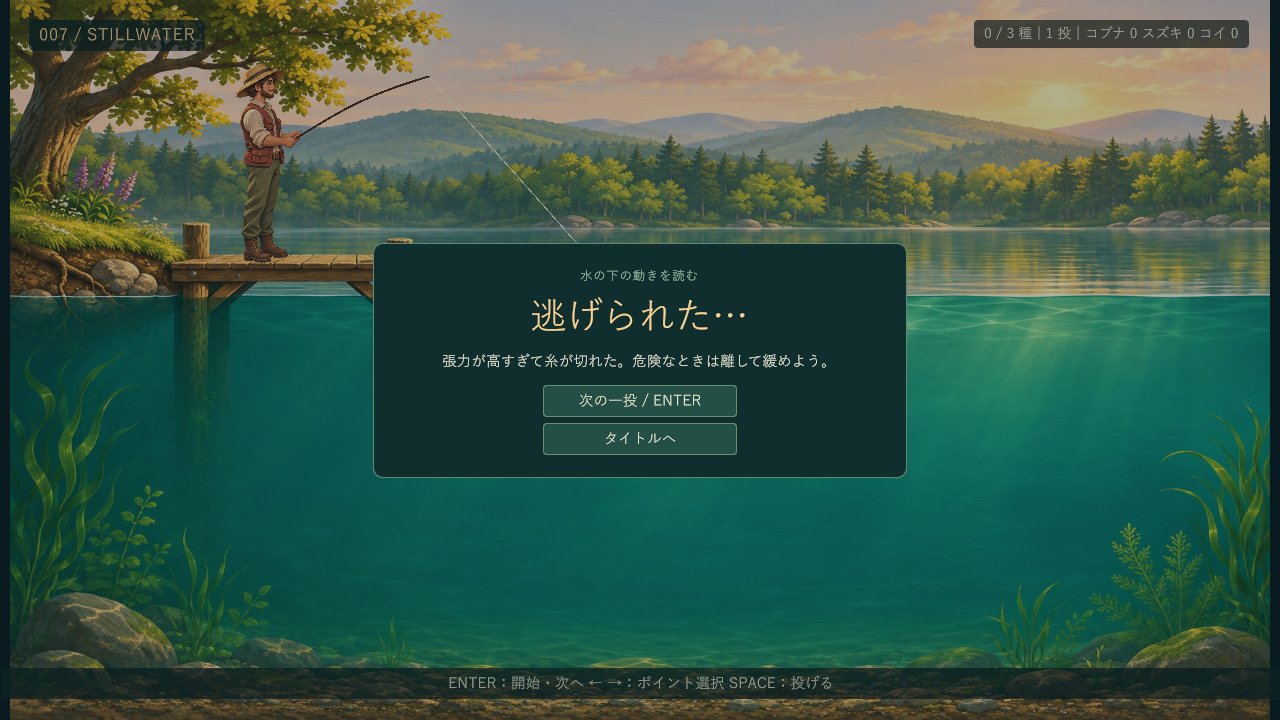 007 / STILLWATER
0 / 3 種 | 1 投 | コブナ 0 スズキ 0 コイ 0
水の下の動きを読む
逃げられた…
張力が高すぎて糸が切れた。危険なときは離して緩めよう。
次の一投 / ENTER
タイトルへ
ENTER：開始・次へ ← →：ポイント選択 SPACE：投げる